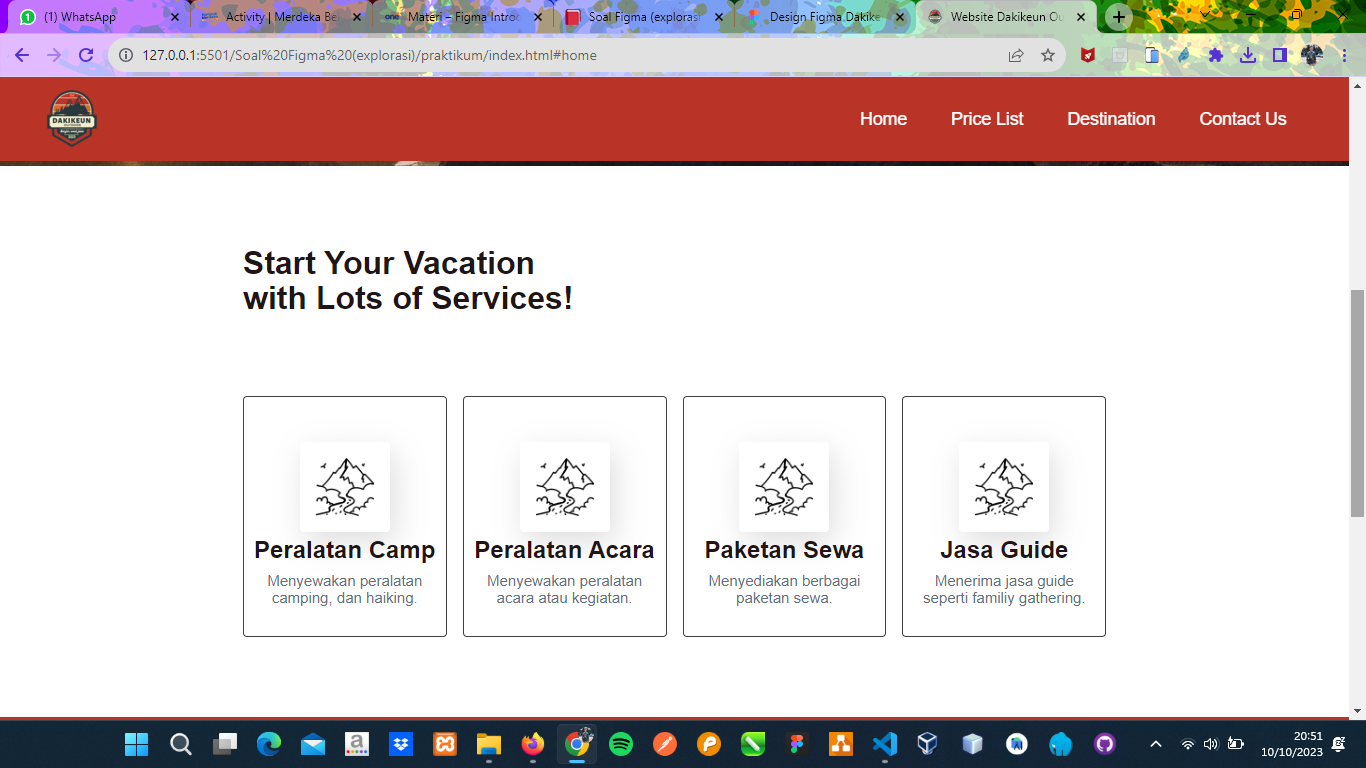 (1) WhatsApp
Activity | Merdeka Be
Materi – Figma Introd
Soal Figma (eksplorasi
Design Figma Dakike
Website Dakikeun Ou
127.0.0.1:5501/Soal%20Figma%20(explorasi)/praktikum/index.html#home
DAKIKEUN
Home
Price List
Destination
Contact Us
Start Your Vacation
with Lots of Services!
Peralatan Camp
Menyewakan peralatan
camping, dan haiking.
Peralatan Acara
Menyewakan peralatan
acara atau kegiatan.
Paketan Sewa
Menyediakan berbagai
paketan sewa.
Jasa Guide
Menerima jasa guide
seperti familiy gathering.
20:51
10/10/2023